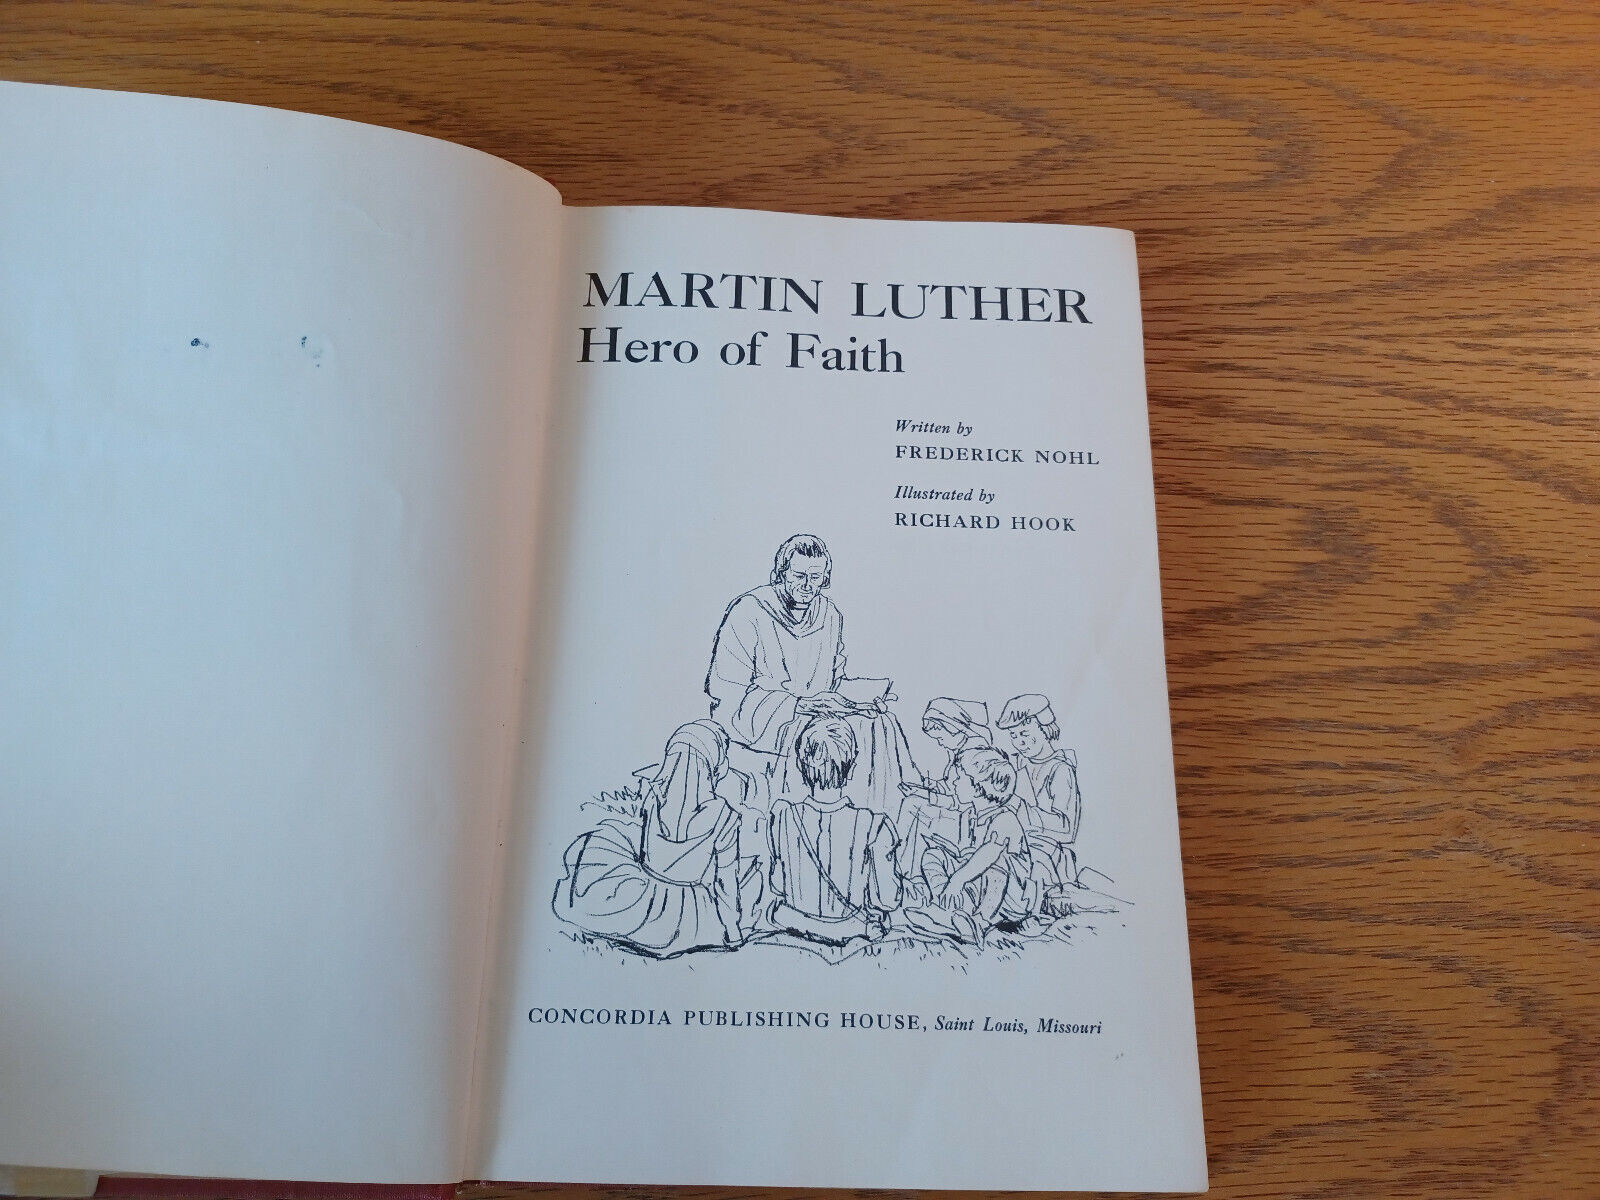 MARTIN LUTHER
Hero of Faith
Written by
FREDERICK NOHL
Illustrated by
RICHARD HOOK
CONCORDIA PUBLISHING HOUSE, Saint Louis, Missouri